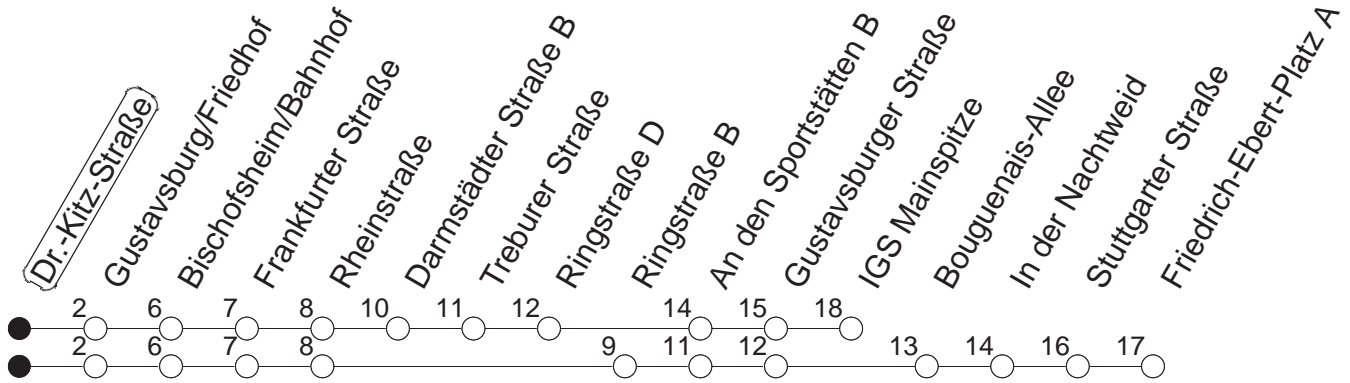 Dr.-Kitz-Straße
Gustavsburg/Friedhof
Bischofsheim/Bahnhof
Frankfurter Straße
Rheinstraße
Darmstädter Straße B
Treburer Straße
Ringstraße D
Ringstraße B
An den Sportstätten B
Gustavsburger Straße
IGS Mainspitze
Bouguenais-Allee
In der Nachtweid
Stuttgarter Straße
Friedrich-Ebert-Platz A
2 6 7 8 10 11 12 14 15 18
2 6 7 8 9 11 12 13 14 16 17